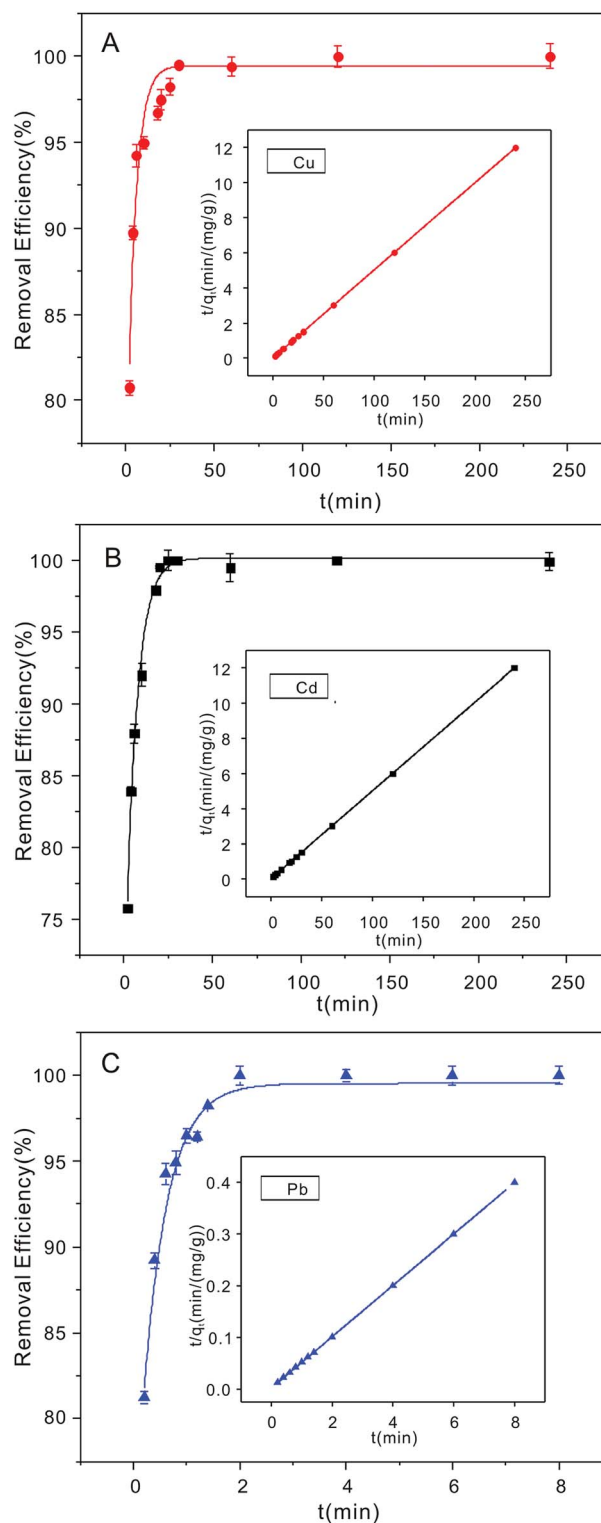 A
Removal Efficiency(%)
100
95
90
85
80
0 50 100 150 200 250
t(min)
Cu
t/qₜ(min/(mg/g))
12
10
8
6
4
2
0
0 50 100 150 200 250
t(min)
B
Removal Efficiency(%)
100
95
90
85
80
75
0 50 100 150 200 250
t(min)
Cd
t/qₜ(min/(mg/g))
12
10
8
6
4
2
0
0 50 100 150 200 250
t(min)
C
Removal Efficiency(%)
100
95
90
85
80
0 2 4 6 8
t(min)
Pb
t/qₜ(min/(mg/g))
0.4
0.3
0.2
0.1
0.0
0 2 4 6 8
t(min)